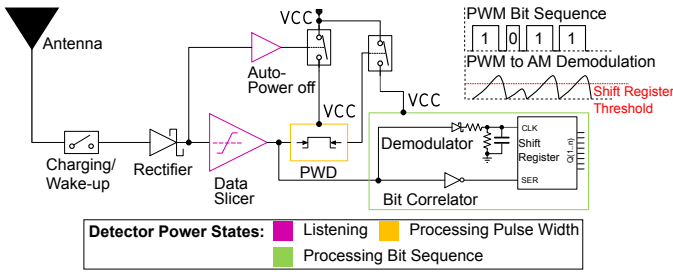 Antenna
VCC
VCC
Auto-
Power off
VCC
VCC
Charging/
Wake-up
Rectifier
Data
Slicer
PWD
Demodulator
Bit Correlator
CLK
Shift
Register
SER
Q(1..n)
PWM Bit Sequence
1 0 1 1
PWM to AM Demodulation
Shift Register
Threshold
Detector Power States: Listening Processing Pulse Width
Processing Bit Sequence